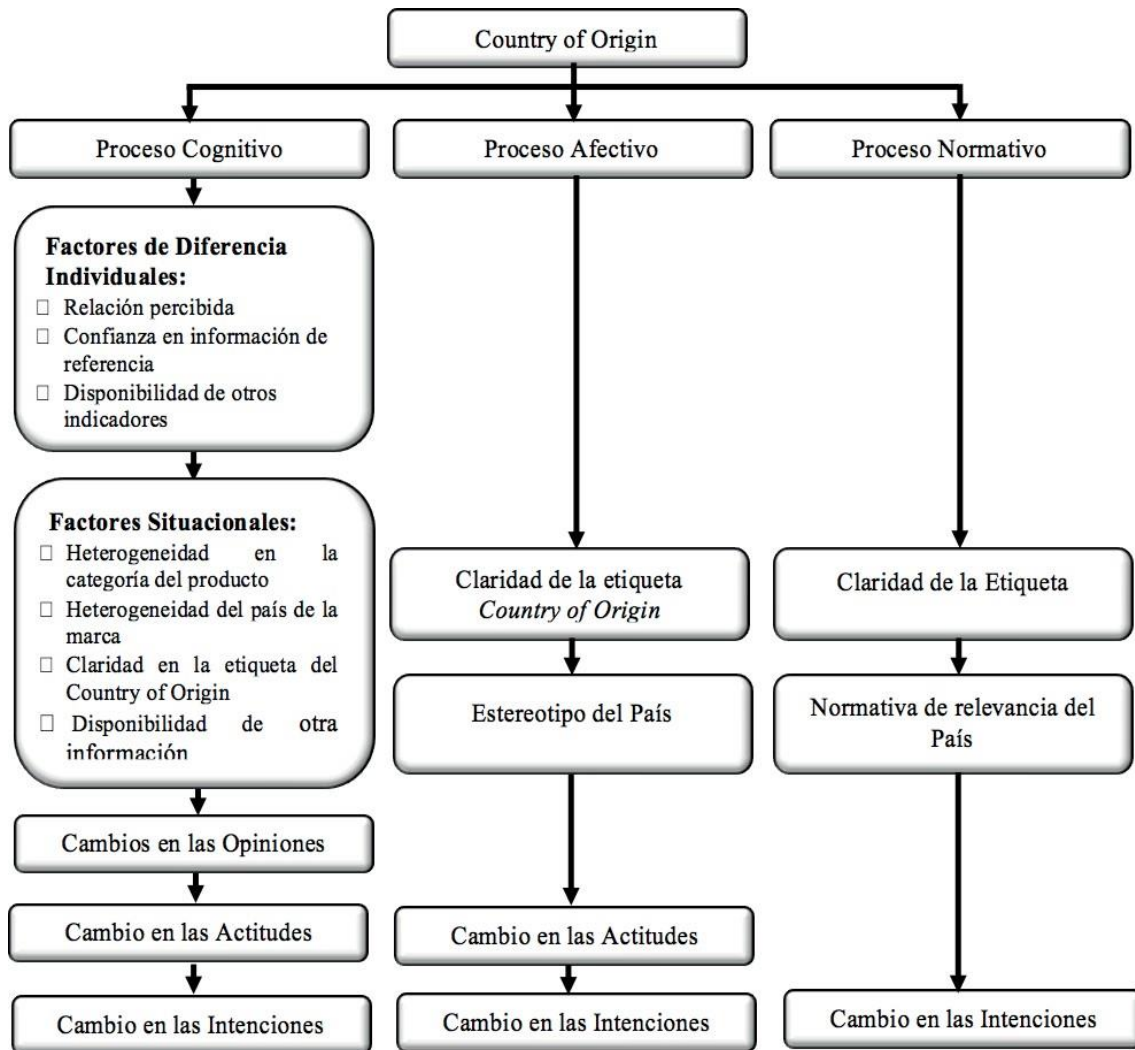 Country of Origin
Proceso Cognitivo
Factores de Diferencia
Individuales:
□ Relación percibida
□ Confianza en información de
referencia
□ Disponibilidad de otros
indicadores
Factores Situacionales:
□ Heterogeneidad en la
categoría del producto
□ Heterogeneidad del país de la
marca
□ Claridad en la etiqueta del
Country of Origin
□ Disponibilidad de otra
información
Cambios en las Opiniones
Cambio en las Actitudes
Cambio en las Intenciones
Proceso Afectivo
Claridad de la etiqueta
Country of Origin
Estereotipo del País
Cambio en las Actitudes
Cambio en las Intenciones
Proceso Normativo
Claridad de la Etiqueta
Normativa de relevancia del
País
Cambio en las Intenciones